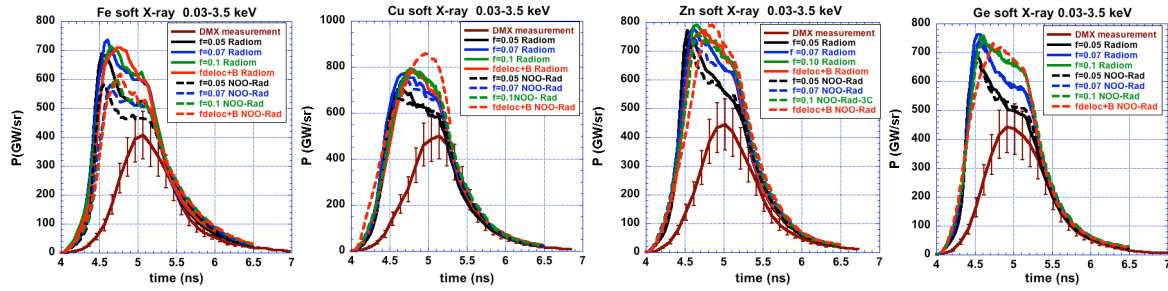 Fe soft X-ray 0.03-3.5 keV
P(GW/sr)
800
700
600
500
400
300
200
100
0
DMX measurement
f=0.05 Radiom
f=0.07 Radiom
f=0.1 Radiom
fdeloc+B Radiom
f=0.05 NOO-Rad
f=0.07 NOO-Rad
f=0.1 NOO-Rad
fdeloc+B NOO-Rad
4 4.5 5 5.5 6 6.5 7
time (ns)
Cu soft X-ray 0.03-3.5 keV
P (GW/sr)
1000
800
600
400
200
0
DMX measurement
f=0.05 Radiom
f=0.07 Radiom
f=0.1 Radiom
fdeloc+B Radiom
f=0.05 NOO-Radiom
f=0.07 NOO-Rad
f=0.1NOO- Rad
fdeloc+B NOO-Rad
4 4.5 5 5.5 6 6.5 7
time (ns)
Zn soft X-ray 0.03-3.5 keV
P (GW/sr)
800
700
600
500
400
300
200
100
0
DMX measurement
f=0.05 Radiom
f=0.07 Radiom
f=0.10 Radiom
fdeloc+B Radiom
f=0.05 NOO-Rad
f=0.07 NOO-Rad
f=0.1 NOO-Rad-3C
fdeloc+B NOO-Rad
4 4.5 5 5.5 6 6.5 7
time (ns)
Ge soft X-ray 0.03-3.5 keV
P (GW/sr)
800
700
600
500
400
300
200
100
0
DMX measurement
f=0.05 Radiom
f=0.07 Radiom
f=0.1 Radiom
f=0.05 NOO-Rad
f=0.07 NOO-Rad
f=0.1 NOO-Rad
fdeloc+B NOO-Rad
4 4.5 5 5.5 6 6.5 7
time (ns)